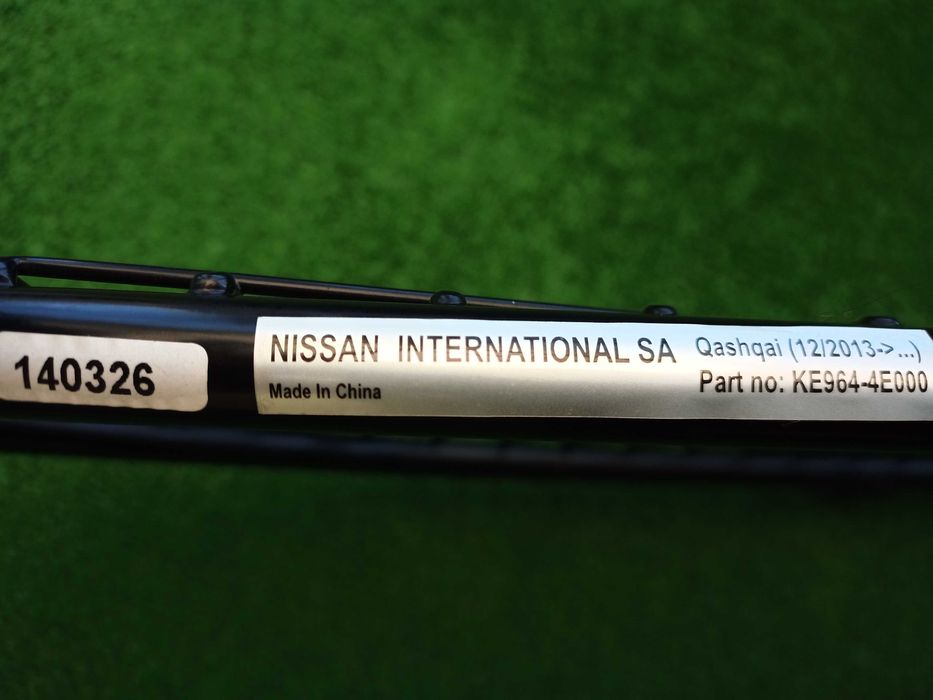 140326
NISSAN INTERNATIONAL SA
Made In China
Qashqai (12/2013->...)
Part no: KE964-4E000